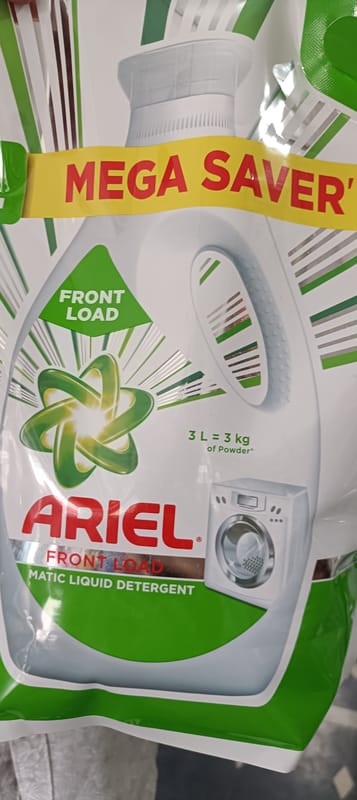 MEGA SAVER*
FRONT
LOAD
3 L = 3 kg
of Powder*
ARIEL®
FRONT LOAD
MATIC LIQUID DETERGENT